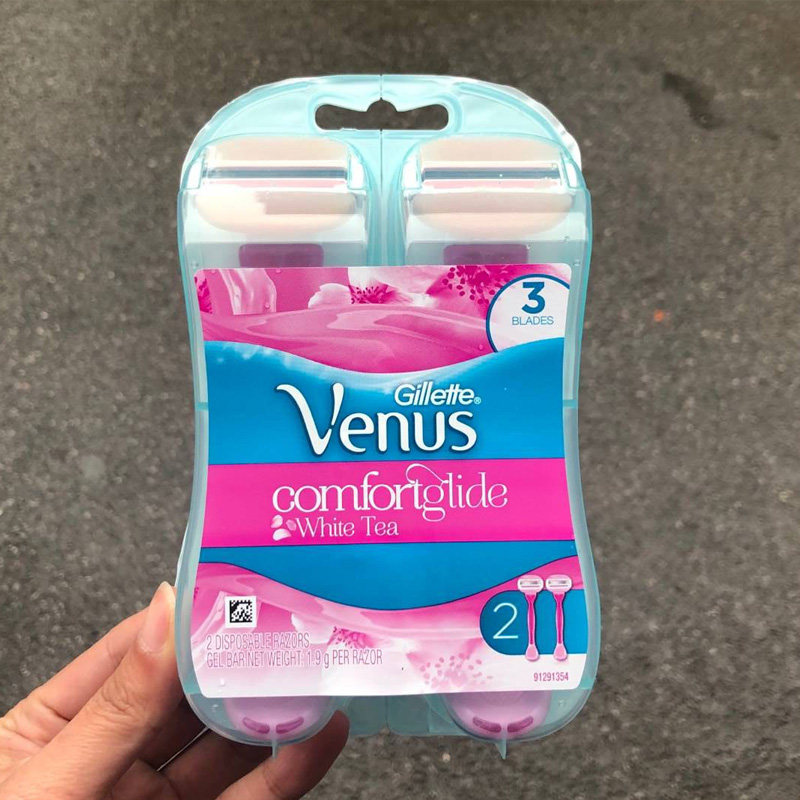 3
BLADES
Gillette®
Venus
comfortglide
White Tea
2
2 DISPOSABLE RAZORS
GEL BAR NET WEIGHT: 1.9 g PER RAZOR
91291354